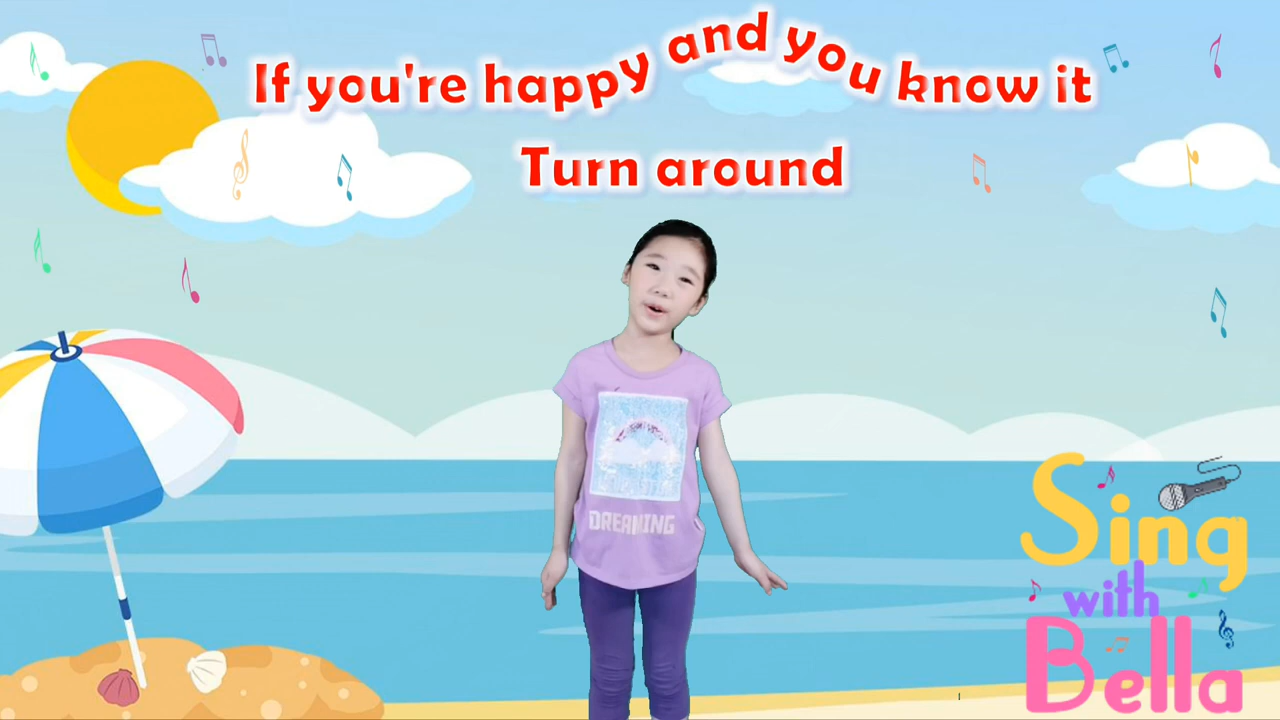 If you're happy and you know it
Turn around
DREAMING
Sing
with
Bella